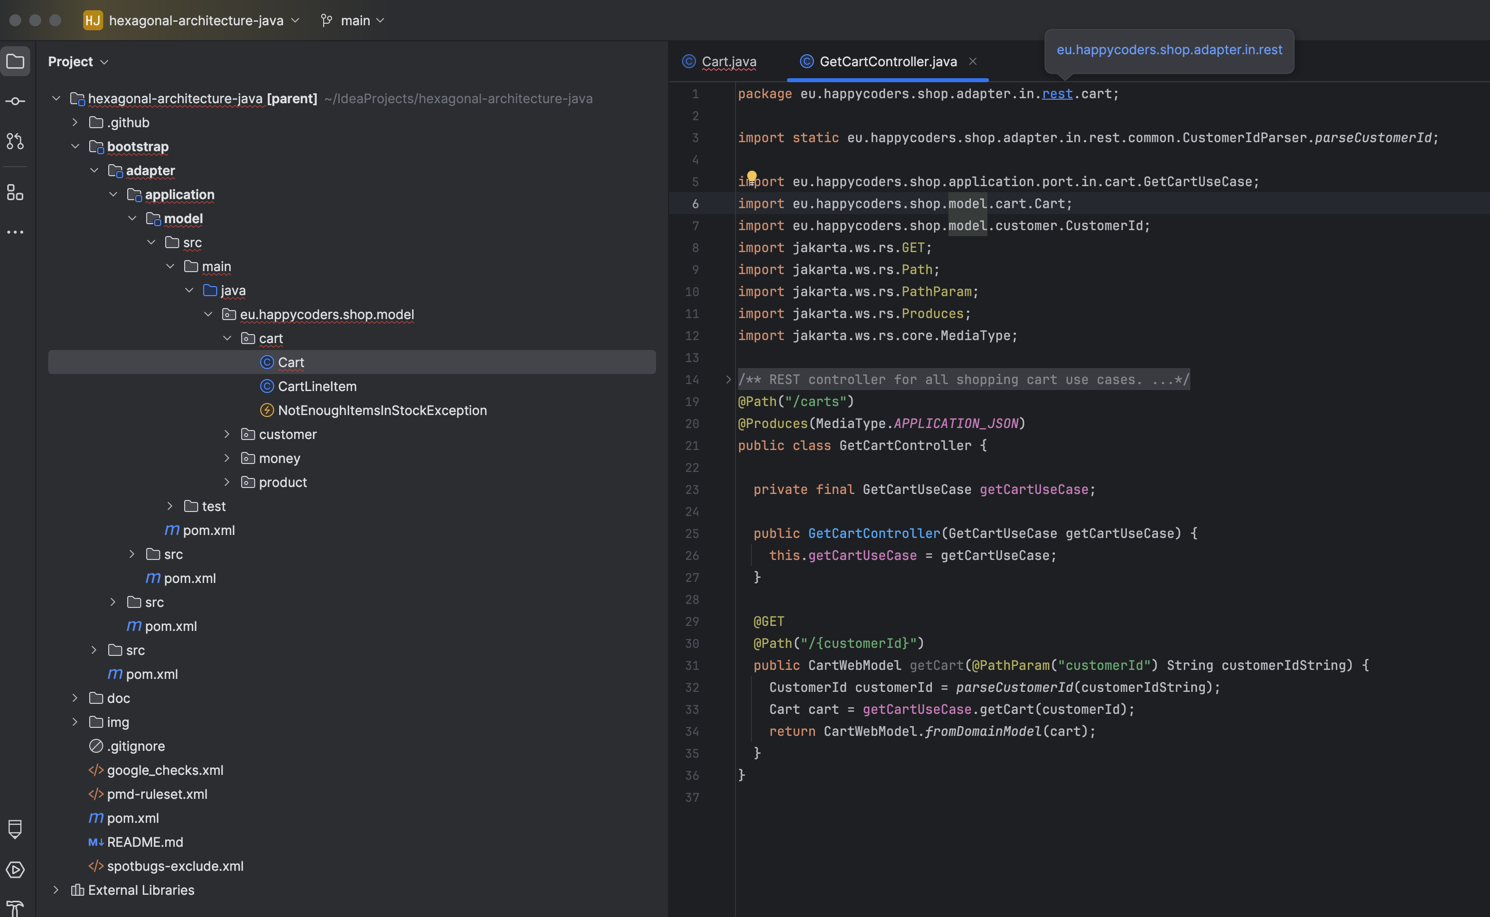 HJ hexagonal-architecture-java main
Project
hexagonal-architecture-java [parent] ~/IdeaProjects/hexagonal-architecture-java
.github
bootstrap
adapter
application
model
src
main
java
eu.happycoders.shop.model
cart
Cart
CartLineItem
NotEnoughItemsInStockException
customer
money
product
test
m pom.xml
src
m pom.xml
src
m pom.xml
src
m pom.xml
doc
img
.gitignore
</> google_checks.xml
</> pmd-ruleset.xml
m pom.xml
M↓ README.md
</> spotbugs-exclude.xml
External Libraries
Cart.java GetCartController.java
eu.happycoders.shop.adapter.in.rest
1 package eu.happycoders.shop.adapter.in.rest.cart;
2
3 import static eu.happycoders.shop.adapter.in.rest.common.CustomerIdParser.parseCustomerId;
4
5 import eu.happycoders.shop.application.port.in.cart.GetCartUseCase;
6 import eu.happycoders.shop.model.cart.Cart;
7 import eu.happycoders.shop.model.customer.CustomerId;
8 import jakarta.ws.rs.GET;
9 import jakarta.ws.rs.Path;
10 import jakarta.ws.rs.PathParam;
11 import jakarta.ws.rs.Produces;
12 import jakarta.ws.rs.core.MediaType;
13
14 /** REST controller for all shopping cart use cases. ...*/
19 @Path("/carts")
20 @Produces(MediaType.APPLICATION_JSON)
21 public class GetCartController {
22
23 private final GetCartUseCase getCartUseCase;
24
25 public GetCartController(GetCartUseCase getCartUseCase) {
26 this.getCartUseCase = getCartUseCase;
27 }
28
29 @GET
30 @Path("/{customerId}")
31 public CartWebModel getCart(@PathParam("customerId") String customerIdString) {
32 CustomerId customerId = parseCustomerId(customerIdString);
33 Cart cart = getCartUseCase.getCart(customerId);
34 return CartWebModel.fromDomainModel(cart);
35 }
36 }
37